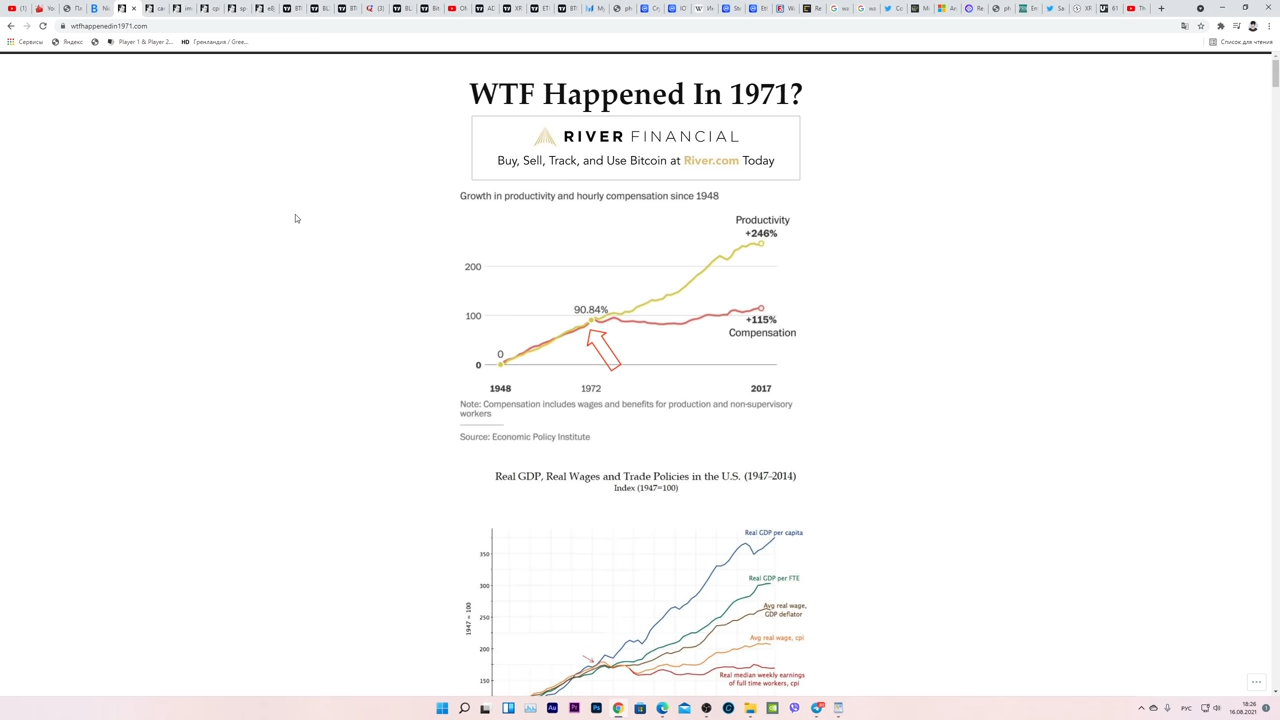 wtfhappenedin1971.com
Сервисы
Яндекс
Player 1 & Player 2...
HD Гренландия / Gree...
Список для чтения
WTF Happened In 1971?
RIVER FINANCIAL
Buy, Sell, Track, and Use Bitcoin at River.com Today
Growth in productivity and hourly compensation since 1948
Productivity
+246%
200
90.84%
100
+115%
Compensation
0
0
1948
1972
2017
Note: Compensation includes wages and benefits for production and non-supervisory
workers
Source: Economic Policy Institute
Real GDP, Real Wages and Trade Policies in the U.S. (1947-2014)
Index (1947=100)
Real GDP per capita
350
Real GDP per FTE
300
Avg real wage,
GDP deflator
250
1947 = 100
Avg real wage, cpi
200
Real median weekly earnings
of full time workers, cpi
150
РУС
18:26
16.08.2021